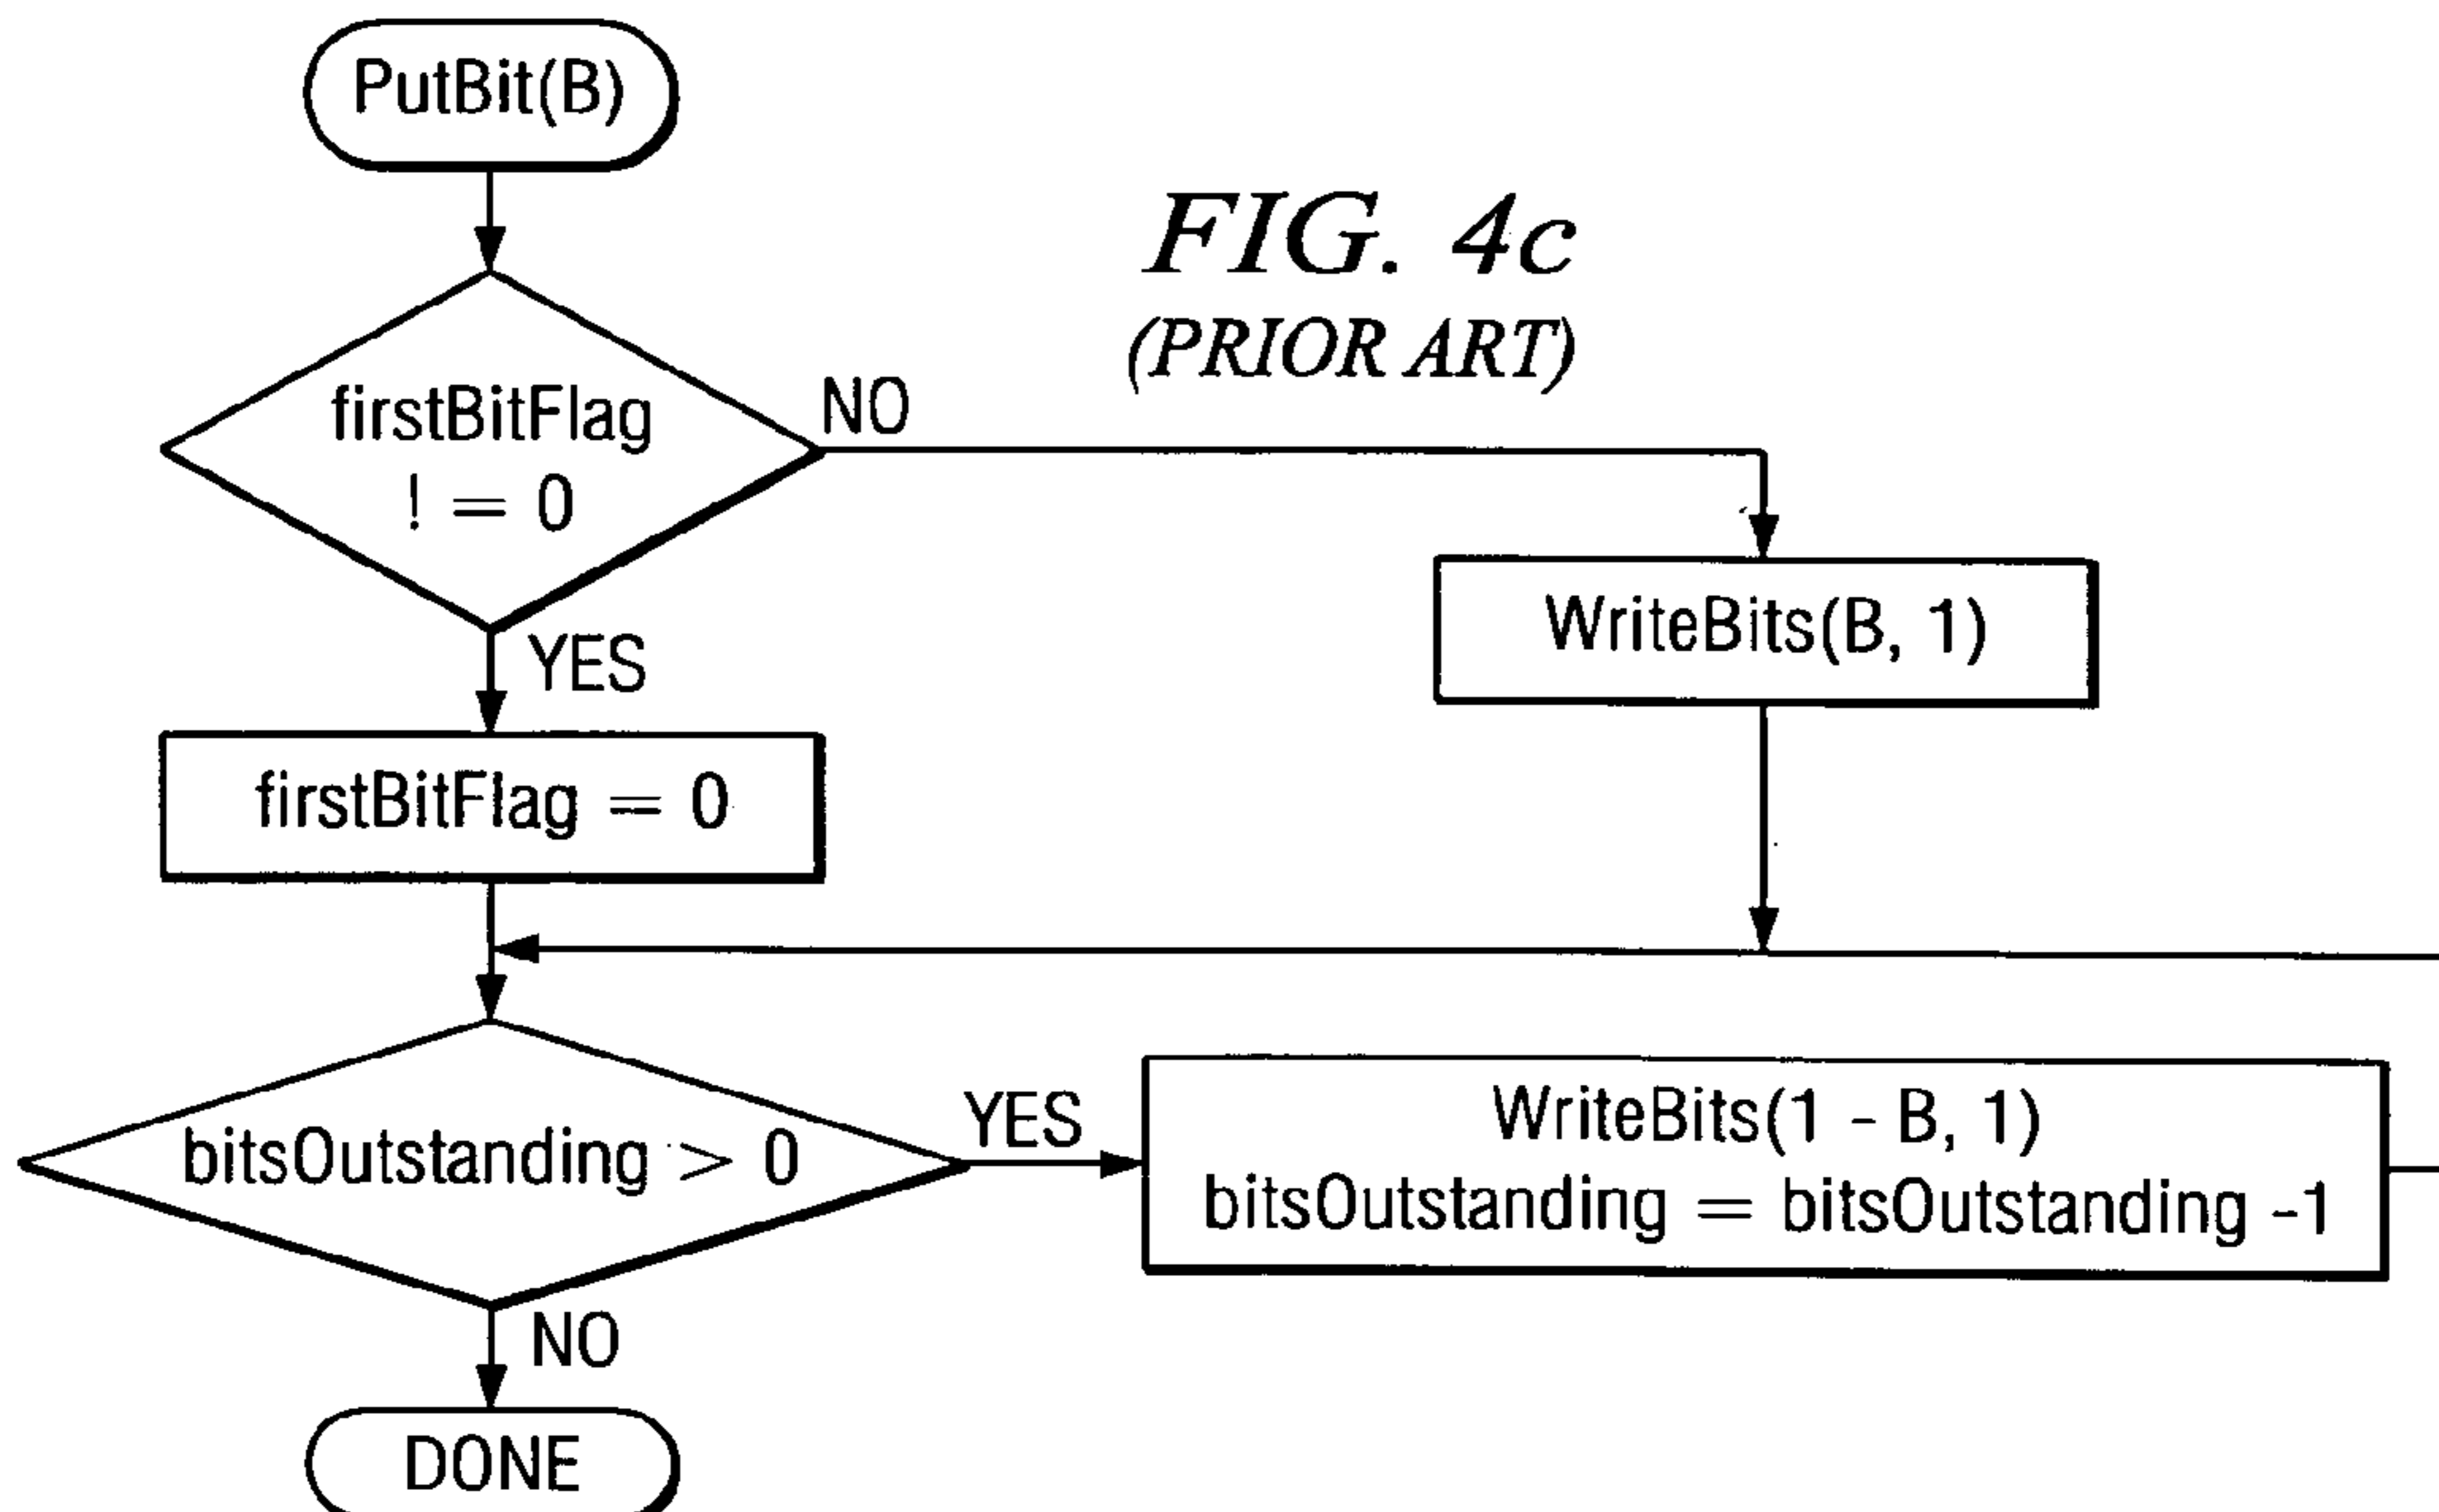 PutBit(B)
FIG. 4c
(PRIOR ART)
firstBitFlag
! = 0
NO
WriteBits(B, 1)
YES
firstBitFlag = 0
bitsOutstanding > 0
YES
WriteBits(1 - B, 1)
bitsOutstanding = bitsOutstanding -1
NO
DONE